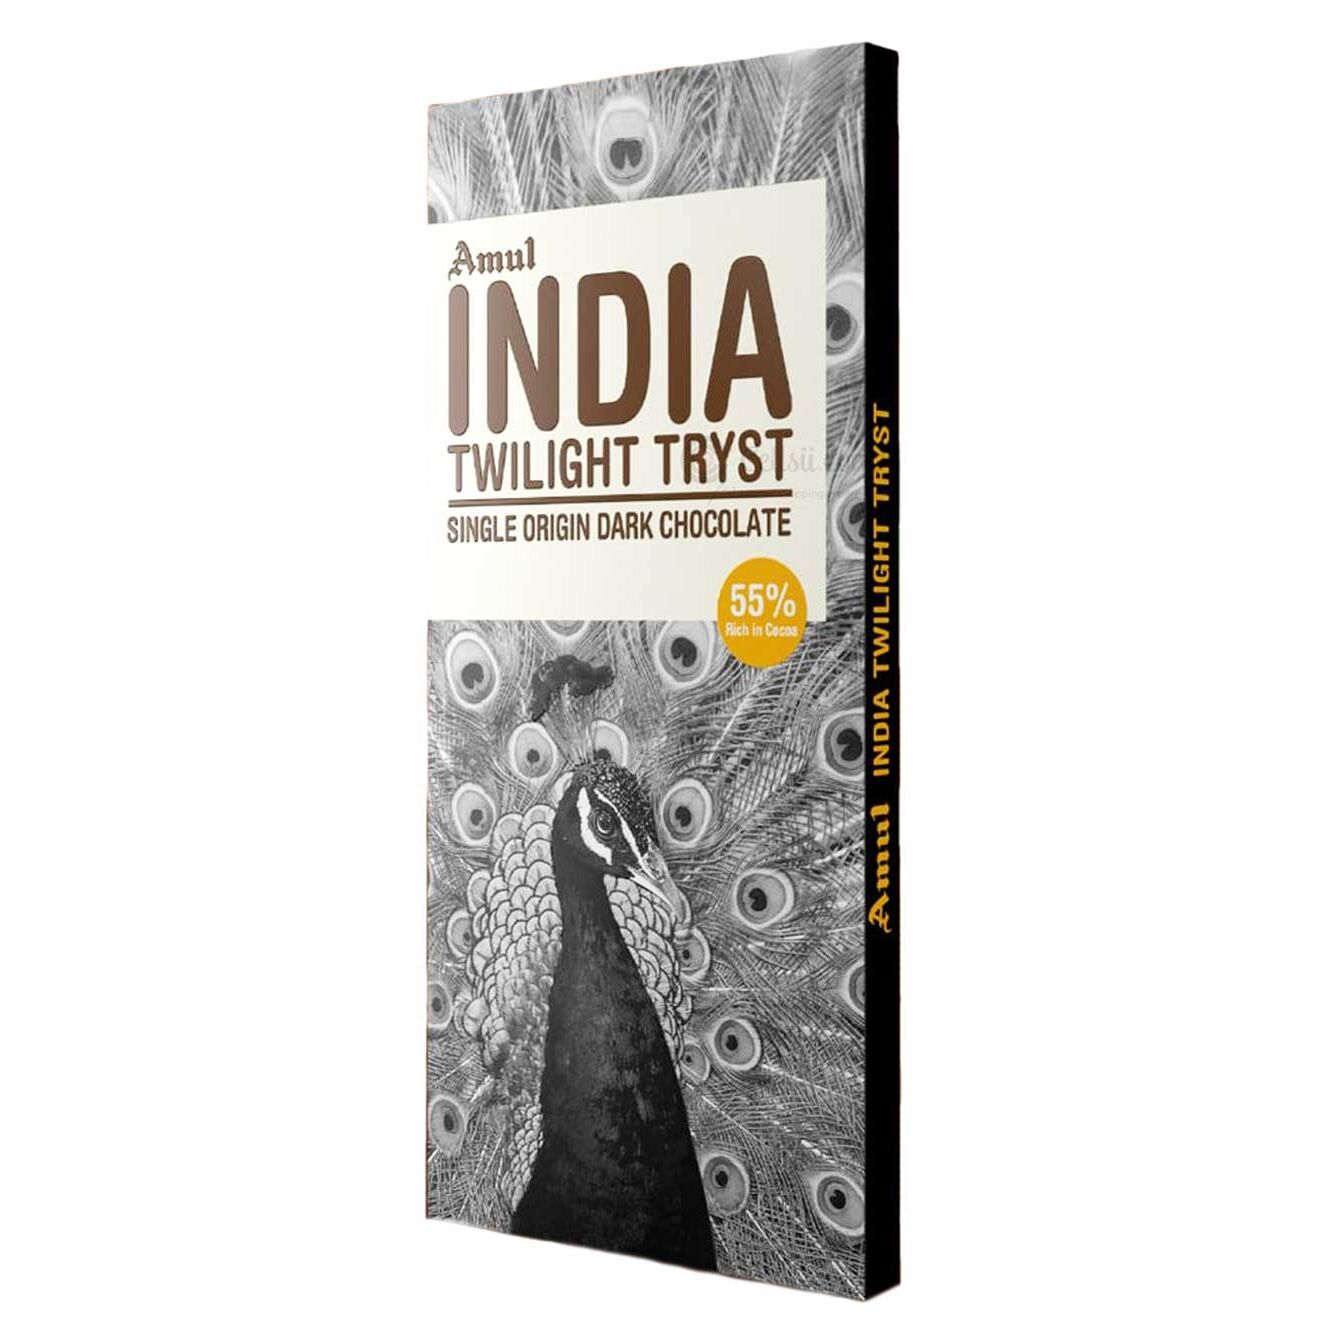 Amul
INDIA
TWILIGHT TRYST
SINGLE ORIGIN DARK CHOCOLATE
55%
Rich in Cocoa
Amul INDIA TWILIGHT TRYST